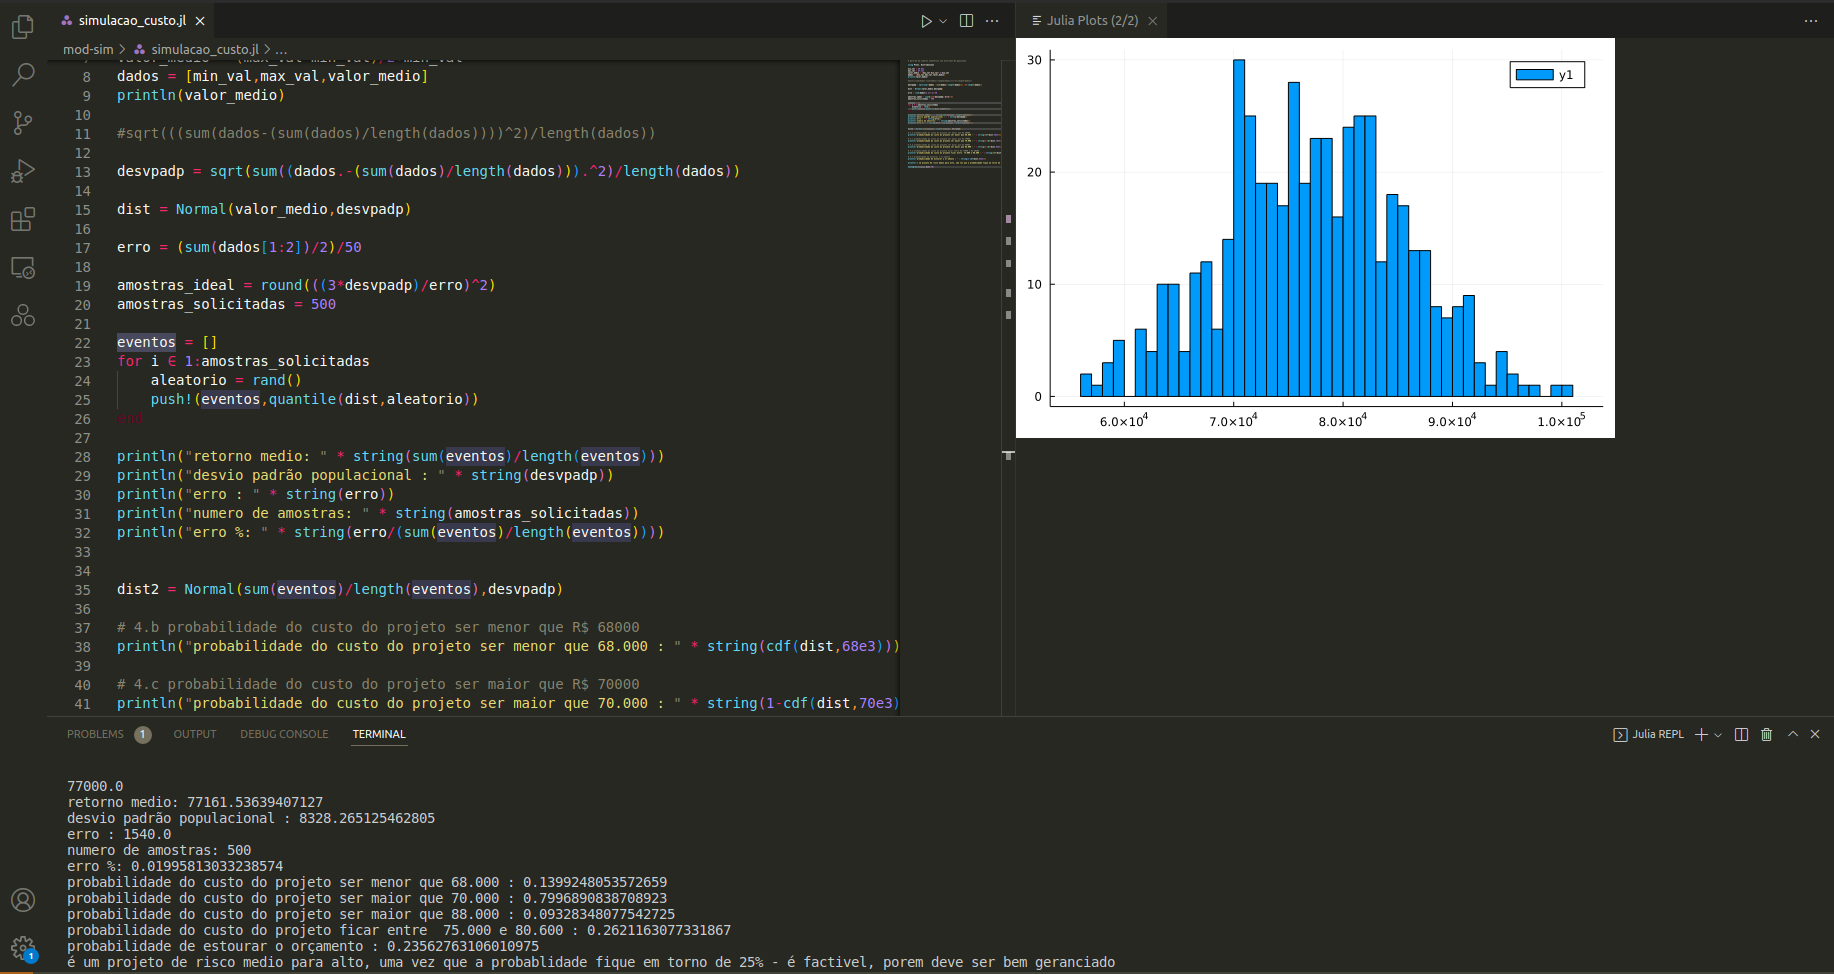 simulacao_custo.jl
Julia Plots (2/2)
mod-sim > simulacao_custo.jl > ...
8 dados = [min_val,max_val,valor_medio]
9 println(valor_medio)
10
11 #sqrt(((sum(dados-(sum(dados)/length(dados))))^2)/length(dados))
12
13 desvpadp = sqrt(sum((dados.-(sum(dados)/length(dados))).^2)/length(dados))
14
15 dist = Normal(valor_medio,desvpadp)
16
17 erro = (sum(dados[1:2])/2)/50
18
19 amostras_ideal = round(((3*desvpadp)/erro)^2)
20 amostras_solicitadas = 500
21
22 eventos = []
23 for i ∈ 1:amostras_solicitadas
24 aleatorio = rand()
25 push!(eventos,quantile(dist,aleatorio))
26 end
27
28 println("retorno medio: " * string(sum(eventos)/length(eventos)))
29 println("desvio padrão populacional : " * string(desvpadp))
30 println("erro : " * string(erro))
31 println("numero de amostras: " * string(amostras_solicitadas))
32 println("erro %: " * string(erro/(sum(eventos)/length(eventos))))
33
34
35 dist2 = Normal(sum(eventos)/length(eventos),desvpadp)
36
37 # 4.b probabilidade do custo do projeto ser menor que R$ 68000
38 println("probabilidade do custo do projeto ser menor que 68.000 : " * string(cdf(dist,68e3)))
39
40 # 4.c probabilidade do custo do projeto ser maior que R$ 70000
41 println("probabilidade do custo do projeto ser maior que 70.000 : " * string(1-cdf(dist,70e3)
30
20
10
0
6.0×10⁴ 7.0×10⁴ 8.0×10⁴ 9.0×10⁴ 1.0×10⁵
y1
PROBLEMS 1 OUTPUT DEBUG CONSOLE TERMINAL
Julia REPL
77000.0
retorno medio: 77161.53639407127
desvio padrão populacional : 8328.265125462805
erro : 1540.0
numero de amostras: 500
erro %: 0.01995813033238574
probabilidade do custo do projeto ser menor que 68.000 : 0.1399248053572659
probabilidade do custo do projeto ser maior que 70.000 : 0.7996890838708923
probabilidade do custo do projeto ser maior que 88.000 : 0.09328348077542725
probabilidade do custo do projeto ficar entre  75.000 e 80.600 : 0.2621163077331867
probabilidade de estourar o orçamento : 0.23562763106010975
é um projeto de risco medio para alto, uma vez que a probablidade fique em torno de 25% - é factivel, porem deve ser bem geranciado
1